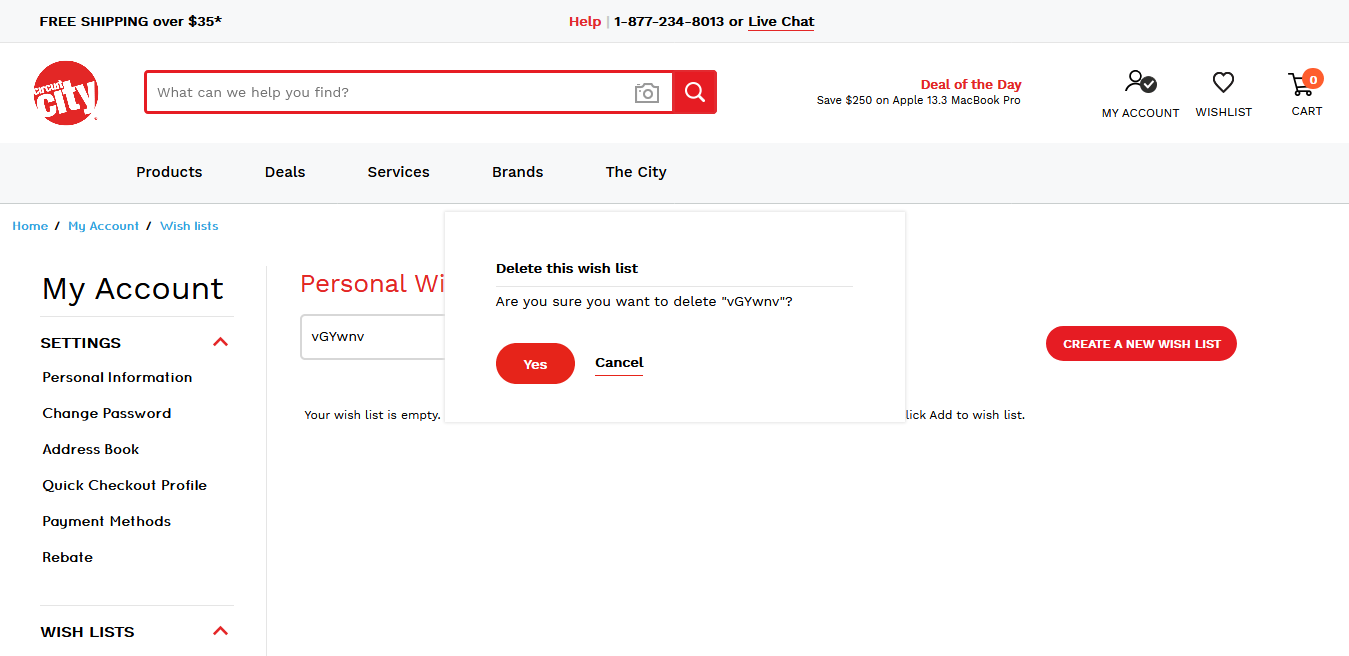 FREE SHIPPING over $35*
Help | 1-877-234-8013 or Live Chat
circuit city
What can we help you find?
Deal of the Day
Save $250 on Apple 13.3 MacBook Pro
MY ACCOUNT
WISHLIST
0
CART
Products
Deals
Services
Brands
The City
Home / My Account / Wish lists
My Account
SETTINGS
Personal Information
Change Password
Address Book
Quick Checkout Profile
Payment Methods
Rebate
WISH LISTS
Personal Wi
vGYwnv
CREATE A NEW WISH LIST
Your wish list is empty.
lick Add to wish list.
Delete this wish list
Are you sure you want to delete "vGYwnv"?
Yes
Cancel